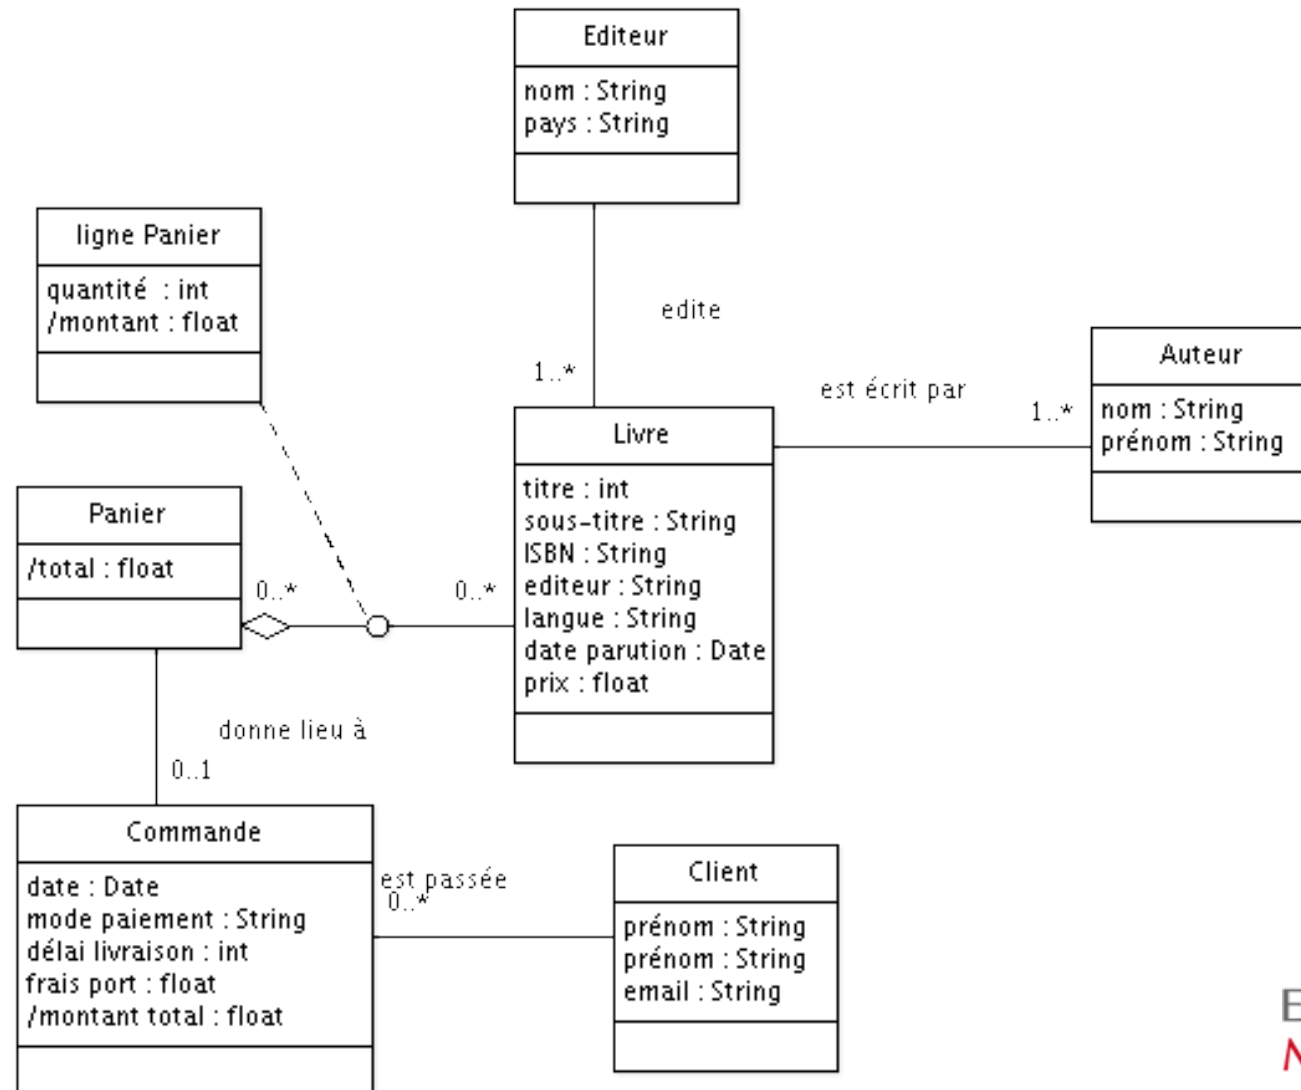 Editeur
nom : String
pays : String
ligne Panier
quantité : int
/montant : float
edite
1..*
Auteur
nom : String
prénom : String
est écrit par
1..*
Livre
titre : int
sous-titre : String
ISBN : String
editeur : String
langue : String
date parution : Date
prix : float
Panier
/total : float
0..*
0..*
donne lieu à
0..1
Commande
date : Date
mode paiement : String
délai livraison : int
frais port : float
/montant total : float
est passée
0..*
Client
prénom : String
prénom : String
email : String